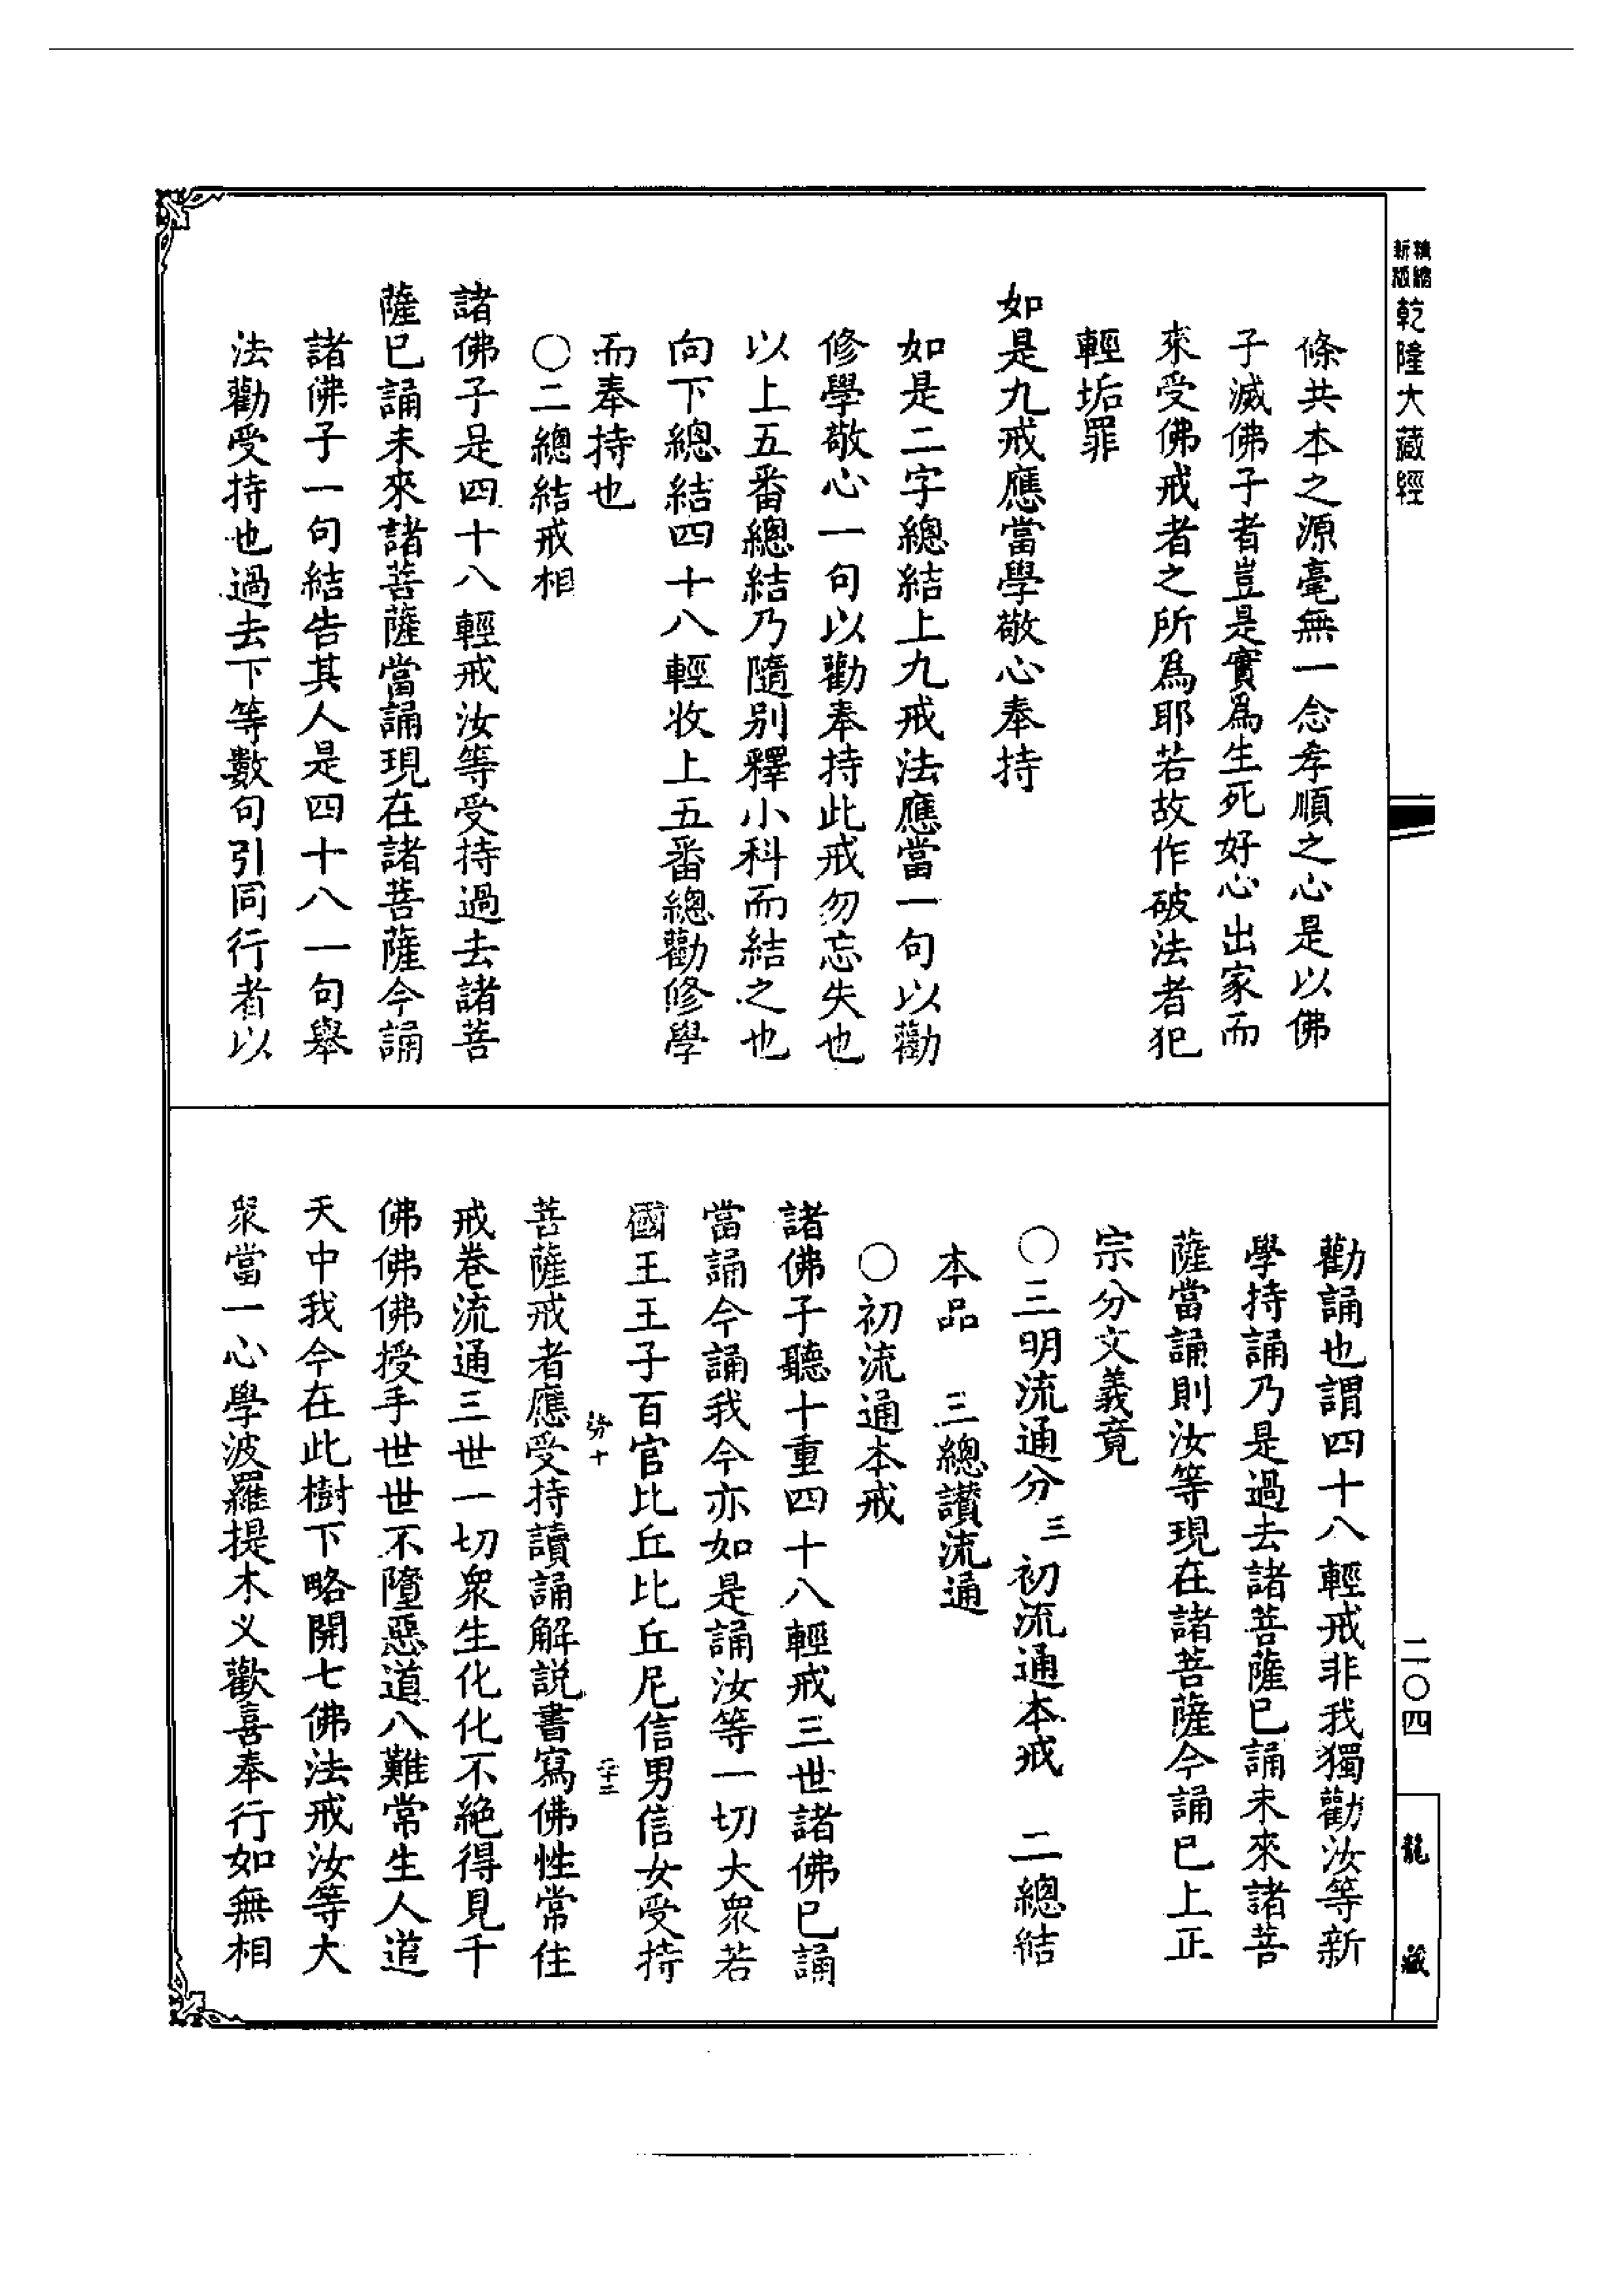 精縮
新版
乾隆大藏經
條共本之源毫無一念孝順之心是以佛
子滅佛子者豈是實爲生死好心出家而
來受佛戒者之所爲耶若故作破法者犯
輕垢罪
如是九戒應當學敬心奉持
如是二字總結上九戒法應當一句以勸
修學敬心一句以勸奉持此戒勿忘失也
以上五番總結乃隨別釋小科而結之也
向下總結四十八輕收上五番總勸修學
而奉持也
○二總結戒相
諸佛子是四十八輕戒汝等受持過去諸菩
薩已誦未來諸菩薩當誦現在諸菩薩今誦
諸佛子一句結告其人是四十八一句舉
法勸受持也過去下等數句引同行者以
勸誦也謂四十八輕戒非我獨勸汝等新
學持誦乃是過去諸菩薩已誦未來諸菩
薩當誦則汝等現在諸菩薩今誦已上正
宗分文義竟
○三明流通分 三 初流通本戒 二總結
本品 三總讚流通
○初流通本戒
諸佛子聽十重四十八輕戒三世諸佛已誦
當誦今誦我今亦如是誦汝等一切大衆若
國王王子百官比丘比丘尼信男信女受持
菩薩戒者應受持讀誦解説書寫佛性常住
戒卷流通三世一切衆生化化不絶得見千
佛佛佛授手世世不墮惡道八難常生人道
天中我今在此樹下略開七佛法戒汝等大
衆當一心學波羅提木义歡喜奉行如無相
二〇四
龍藏